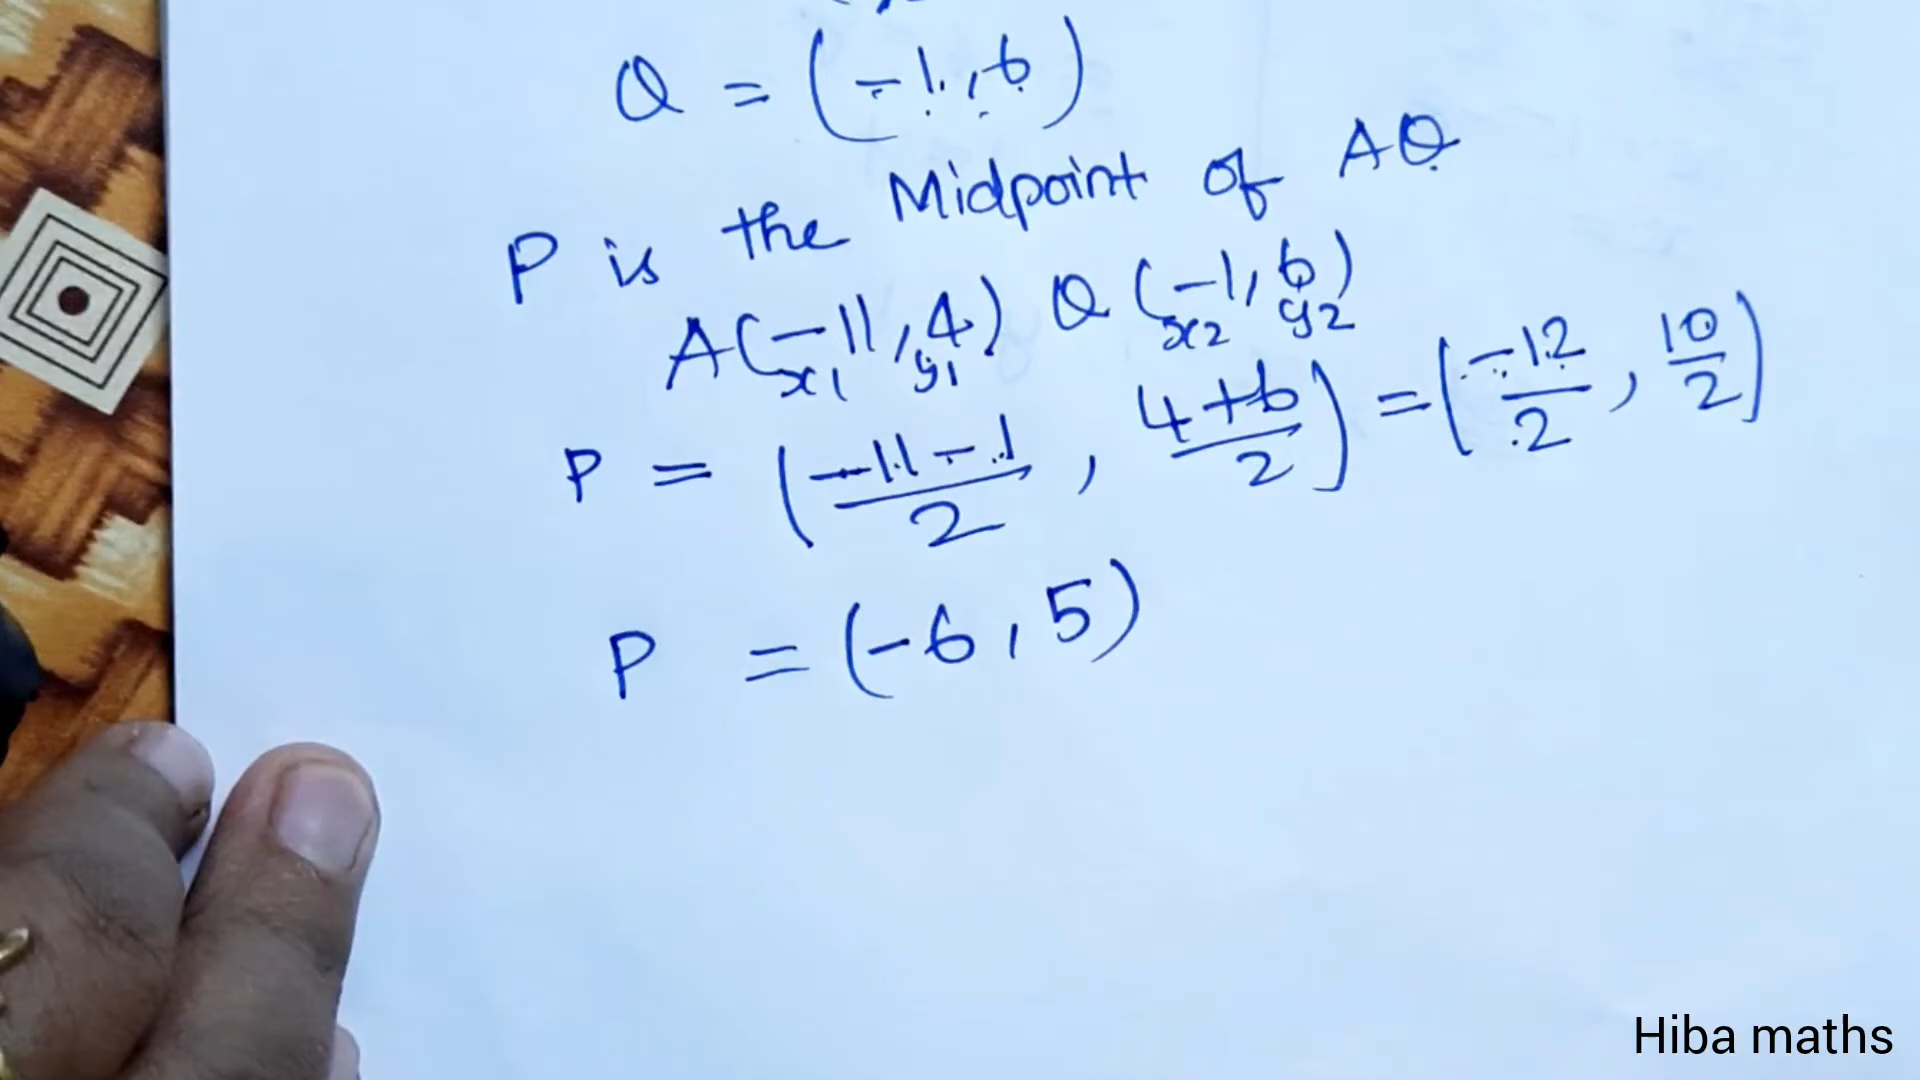 Q = (-1, 6)
P is the Midpoint of AQ
A(-11, 4) Q(-1, 6)
x1 y1 x2 y2
P = (-11-1/2, 4+6/2) = (-12/2, 10/2)
P = (-6, 5)
Hiba maths